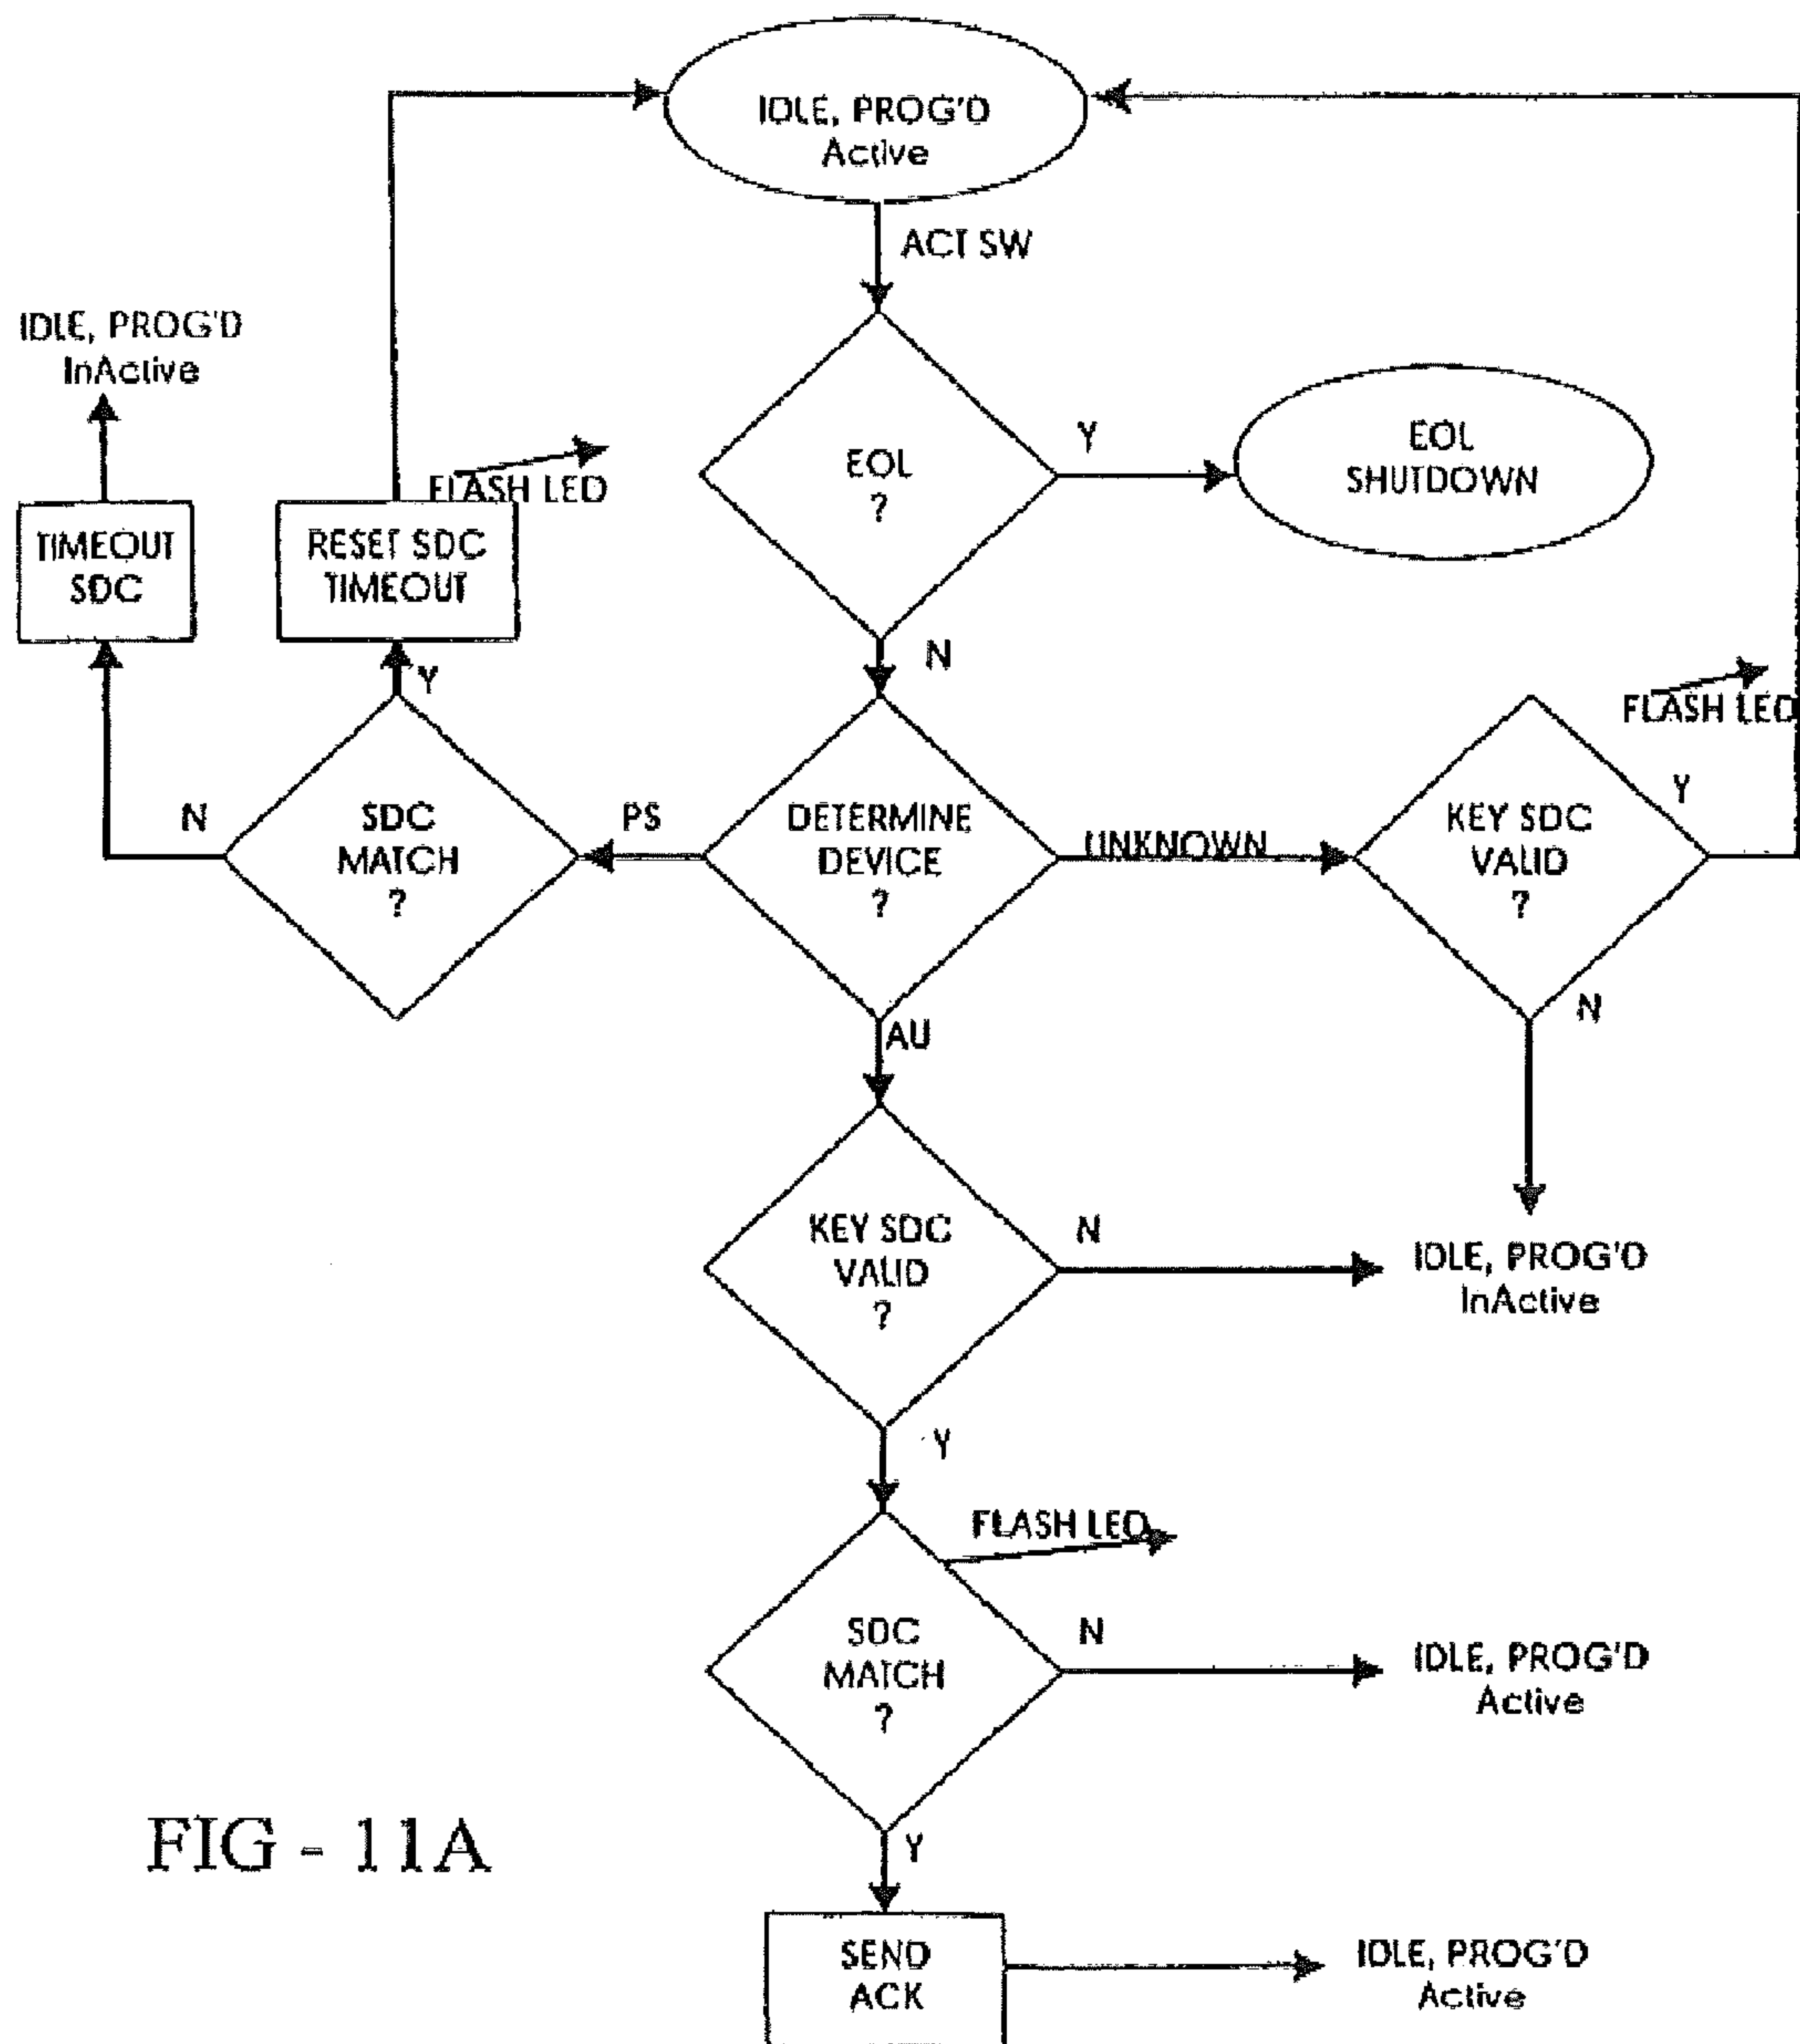 IDLE, PROG'D
Active
ACT SW
IDLE, PROG'D
InActive
EOL
?
Y
EOL
SHUTDOWN
FLASH LED
TIMEOUT
SDC
RESET SDC
TIMEOUT
N
Y
FLASH LED
N
SDC
MATCH
?
PS
DETERMINE
DEVICE
?
UNKNOWN
KEY SDC
VALID
?
Y
N
AU
KEY SDC
VALID
?
N
IDLE, PROG'D
InActive
Y
FLASH LED
SDC
MATCH
?
N
IDLE, PROG'D
Active
Y
FIG - 11A
SEND
ACK
IDLE, PROG'D
Active